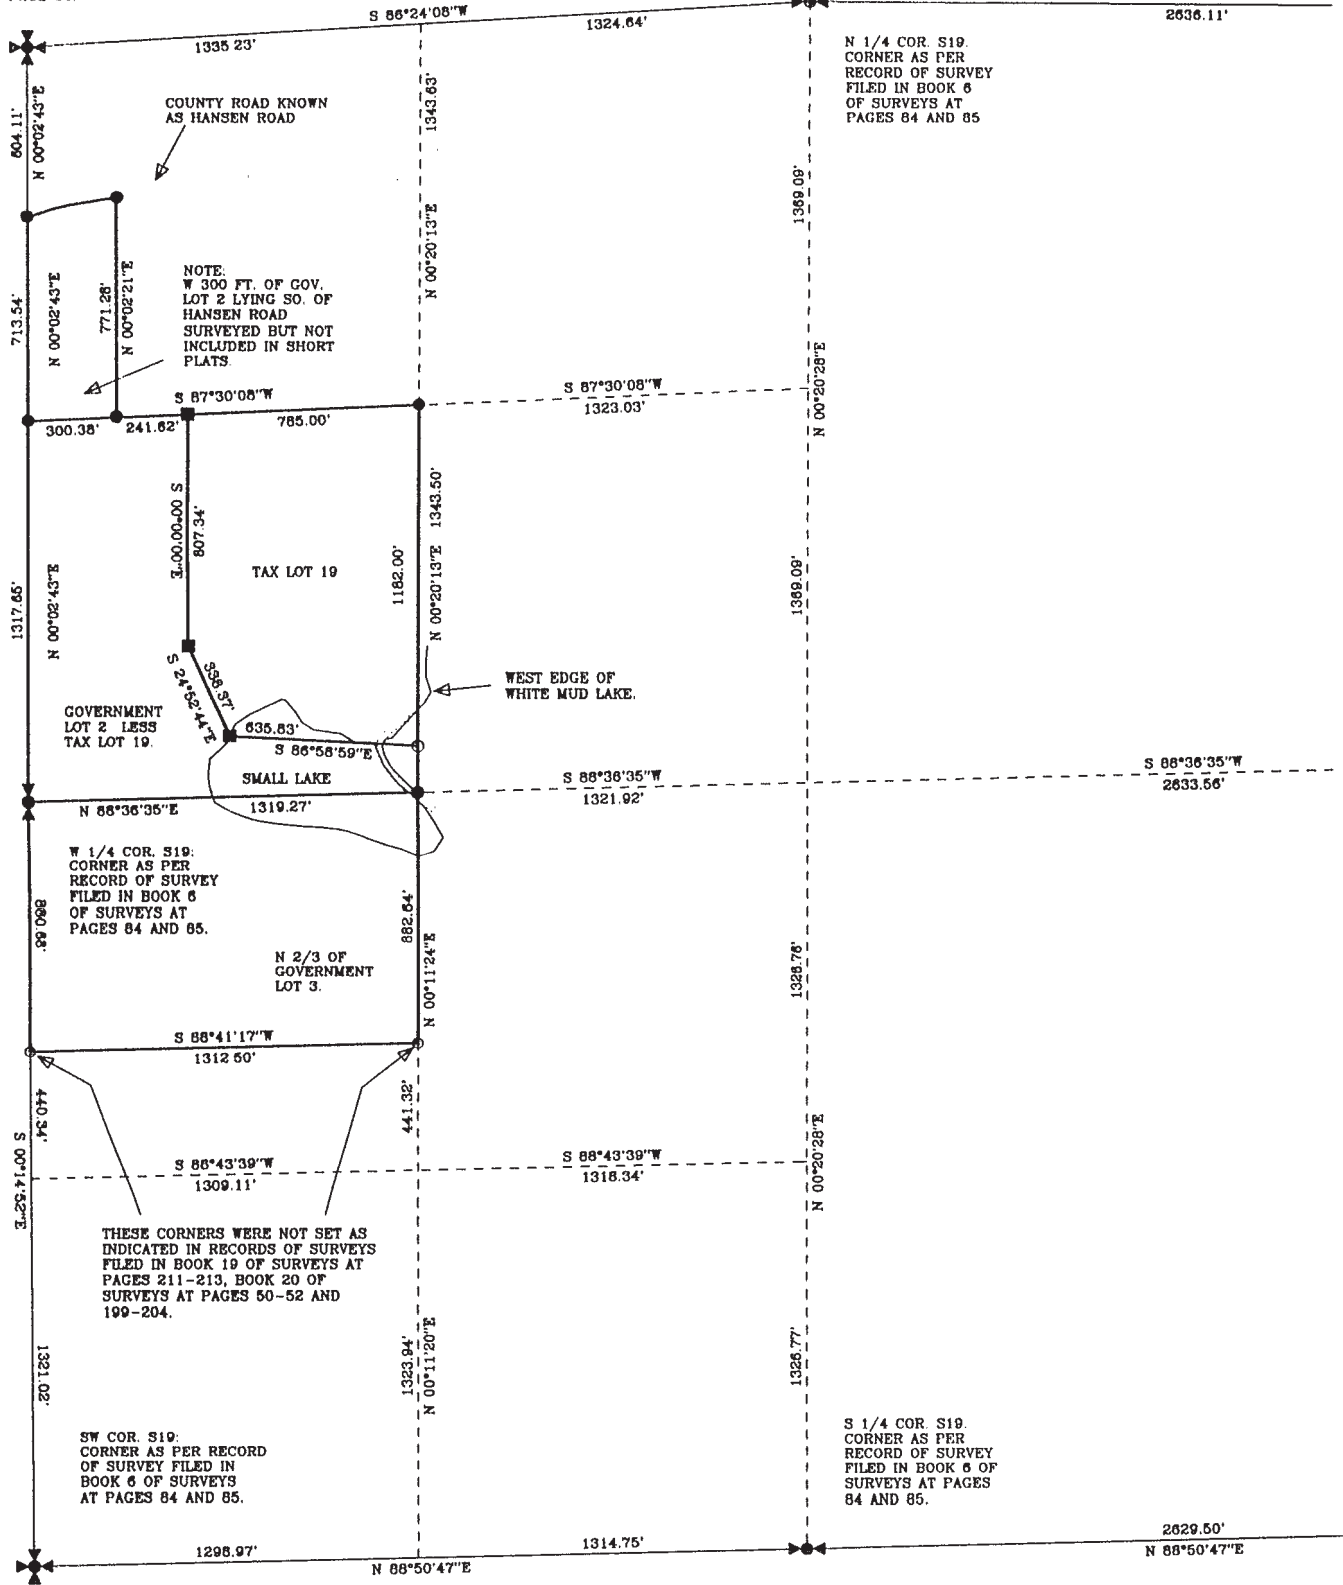 S 86°24'08"W
1335 23'
1324.64'
2636.11'
N 1/4 COR. S19.
CORNER AS PER
RECORD OF SURVEY
FILED IN BOOK 6
OF SURVEYS AT
PAGES 84 AND 85
604.11'
N 00°02'43"E
COUNTY ROAD KNOWN
AS HANSEN ROAD
1343.63'
N 00°20'13"E
1369.09'
N 00°20'28"E
713.54'
N 00°02'43"E
771.26'
N 00°02'21"E
NOTE:
W 300 FT. OF GOV.
LOT 2 LYING SO. OF
HANSEN ROAD
SURVEYED BUT NOT
INCLUDED IN SHORT
PLATS.
S 87°30'08"W
300.38'
241.62'
785.00'
S 87°30'08"W
1323.03'
1317.65'
N 00°02'43"E
S 00°00'00"E
807.34'
TAX LOT 19
1182.00'
N 00°20'13"E 1343.50'
1369.09'
336.37'
S 24°52'44"E
WEST EDGE OF
WHITE MUD LAKE.
GOVERNMENT
LOT 2 LESS
TAX LOT 19.
635.83'
S 86°58'59"E
SMALL LAKE
N 88°36'35"E
1319.27'
S 88°36'35"W
1321.92'
S 88°36'35"W
2633.56'
W 1/4 COR. S19:
CORNER AS PER
RECORD OF SURVEY
FILED IN BOOK 6
OF SURVEYS AT
PAGES 84 AND 85.
880.68'
882.64'
N 00°11'24"E
N 2/3 OF
GOVERNMENT
LOT 3.
1326.76'
S 88°41'17"W
1312 50'
440.34'
S 00°14'52"E
441.32'
N 00°20'28"E
S 88°43'39"W
1309.11'
S 88°43'39"W
1318.34'
THESE CORNERS WERE NOT SET AS
INDICATED IN RECORDS OF SURVEYS
FILED IN BOOK 19 OF SURVEYS AT
PAGES 211-213, BOOK 20 OF
SURVEYS AT PAGES 50-52 AND
199-204.
1321.02'
1323.94'
N 00°11'20"E
1326.77'
SW COR. S19:
CORNER AS PER RECORD
OF SURVEY FILED IN
BOOK 6 OF SURVEYS
AT PAGES 84 AND 85.
S 1/4 COR. S19.
CORNER AS PER
RECORD OF SURVEY
FILED IN BOOK 6 OF
SURVEYS AT PAGES
84 AND 85.
1298.97'
1314.75'
N 88°50'47"E
2629.50'
N 88°50'47"E